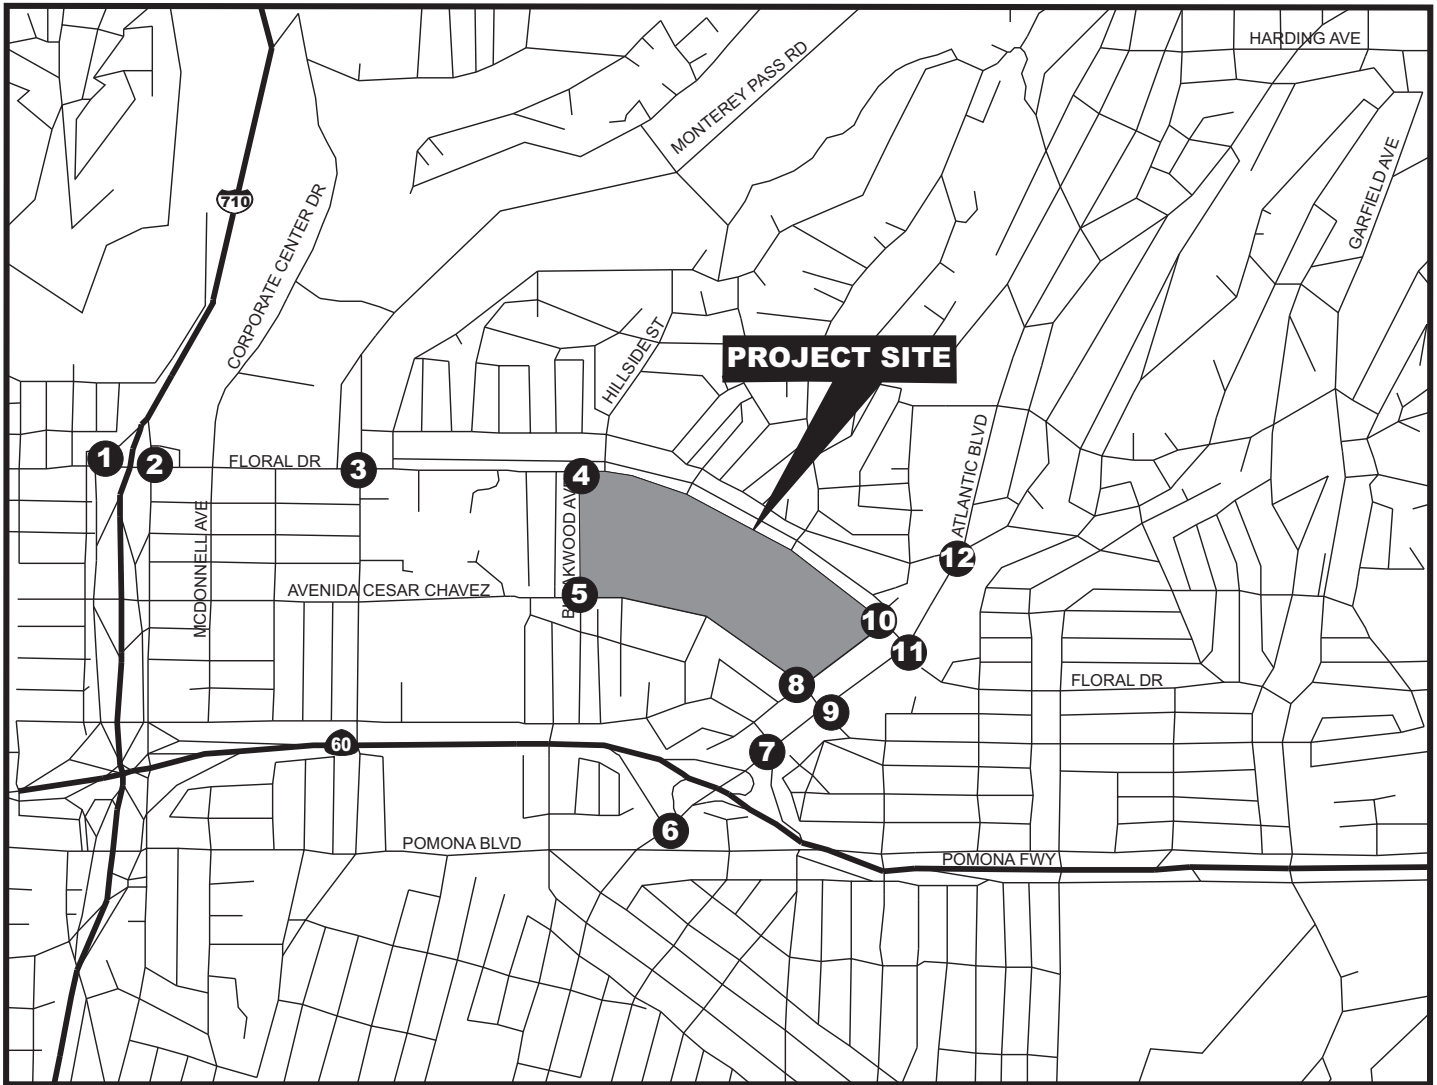 HARDING AVE
MONTEREY PASS RD
GARFIELD AVE
710
CORPORATE CENTER DR
HILLSIDE ST
PROJECT SITE
ATLANTIC BLVD
1
2
FLORAL DR
3
4
MCDONNELL AVE
12
AVENIDA CESAR CHAVEZ
5
10
11
FLORAL DR
8
9
60
7
6
POMONA BLVD
POMONA FWY